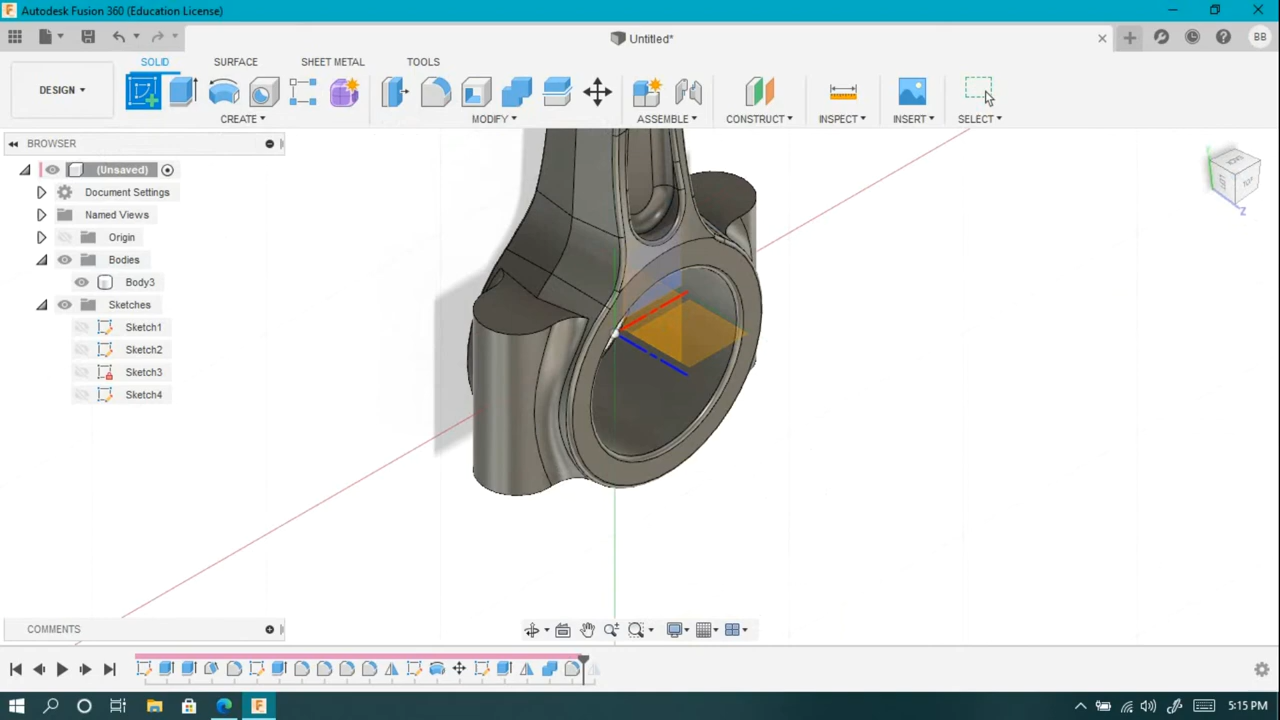 Autodesk Fusion 360 (Education License)
Untitled*
BB
SOLID SURFACE SHEET METAL TOOLS
DESIGN
CREATE MODIFY ASSEMBLE CONSTRUCT INSPECT INSERT SELECT
BROWSER
(Unsaved)
Document Settings
Named Views
Origin
Bodies
Body3
Sketches
Sketch1
Sketch2
Sketch3
Sketch4
Z
COMMENTS
5:15 PM